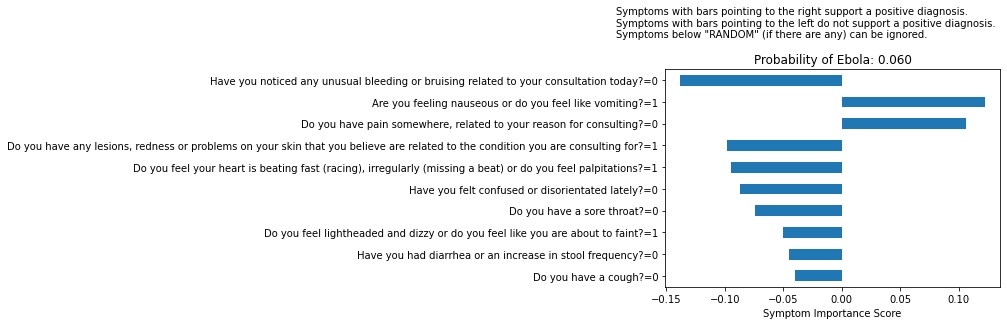 Symptoms with bars pointing to the right support a positive diagnosis.
Symptoms with bars pointing to the left do not support a positive diagnosis.
Symptoms below "RANDOM" (if there are any) can be ignored.
Probability of Ebola: 0.060
Have you noticed any unusual bleeding or bruising related to your consultation today?=0
Are you feeling nauseous or do you feel like vomiting?=1
Do you have pain somewhere, related to your reason for consulting?=0
Do you have any lesions, redness or problems on your skin that you believe are related to the condition you are consulting for?=1
Do you feel your heart is beating fast (racing), irregularly (missing a beat) or do you feel palpitations?=1
Have you felt confused or disorientated lately?=0
Do you have a sore throat?=0
Do you feel lightheaded and dizzy or do you feel like you are about to faint?=1
Have you had diarrhea or an increase in stool frequency?=0
Do you have a cough?=0
−0.15 −0.10 −0.05 0.00 0.05 0.10
Symptom Importance Score